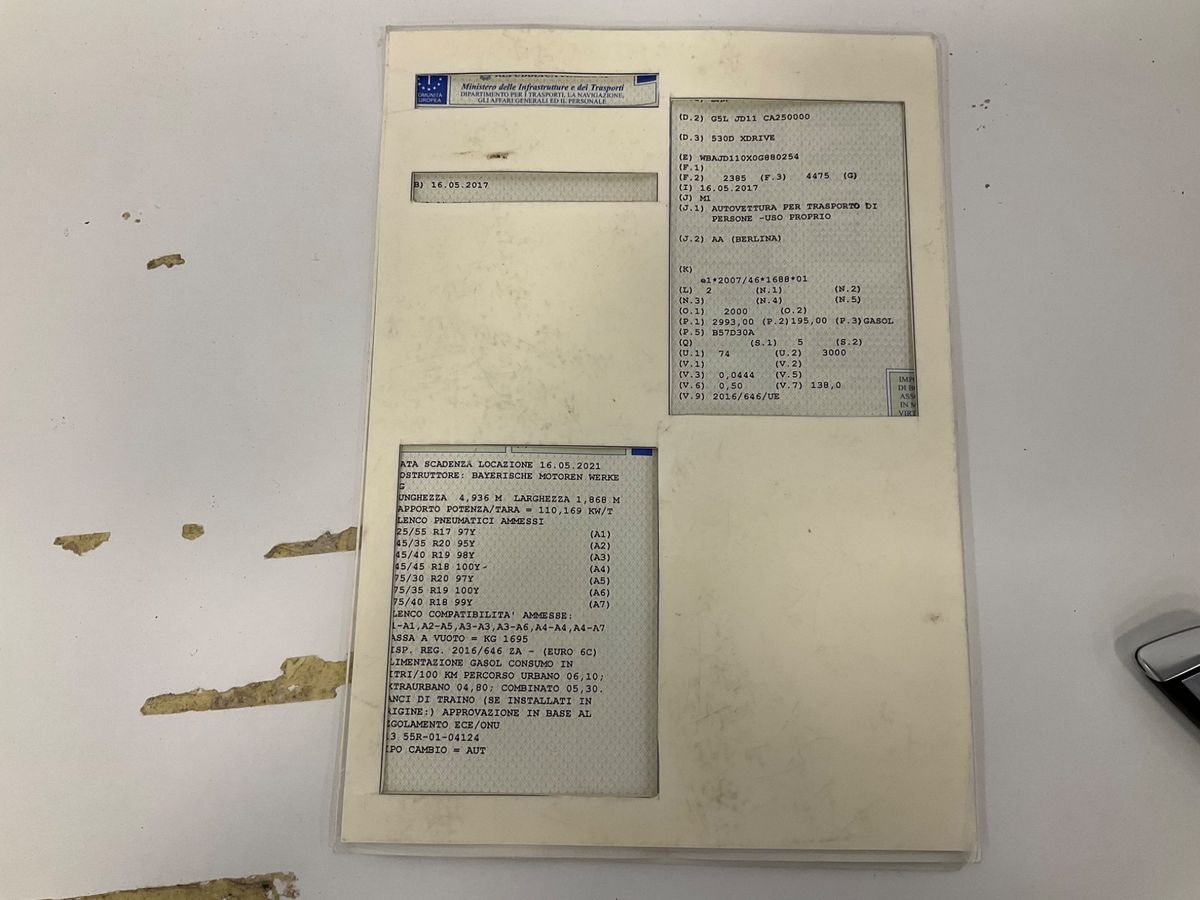 Ministero delle Infrastrutture e dei Trasporti
DIPARTIMENTO PER I TRASPORTI, LA NAVIGAZIONE,
GLI AFFARI GENERALI ED IL PERSONALE
OMUNITÀ
UROPEA
B) 16.05.2017
ATA SCADENZA LOCAZIONE 16.05.2021
OSTRUTTORE: BAYERISCHE MOTOREN WERKE
G
UNGHEZZA 4,936 M LARGHEZZA 1,868 M
APPORTO POTENZA/TARA = 110,169 KW/T
LENCO PNEUMATICI AMMESSI
25/55 R17 97Y (A1)
45/35 R20 95Y (A2)
45/40 R19 98Y (A3)
45/45 R18 100Y (A4)
75/30 R20 97Y (A5)
75/35 R19 100Y (A6)
75/40 R18 99Y (A7)
LENCO COMPATIBILITA' AMMESSE:
1-A1,A2-A5,A3-A3,A3-A6,A4-A4,A4-A7
ASSA A VUOTO = KG 1695
ISP. REG. 2016/646 ZA - (EURO 6C)
LIMENTAZIONE GASOL CONSUMO IN
ITRI/100 KM PERCORSO URBANO 06,10;
XTRAURBANO 04,80; COMBINATO 05,30.
ANCI DI TRAINO (SE INSTALLATI IN
RIGINE:) APPROVAZIONE IN BASE AL
EGOLAMENTO ECE/ONU
13 55R-01-04124
IPO CAMBIO = AUT
(D.2) G5L JD11 CA250000
(D.3) 530D XDRIVE
(E) WBAJD110X0G880254
(F.1)
(F.2) 2385 (F.3) 4475 (G)
(I) 16.05.2017
(J) M1
(J.1) AUTOVETTURA PER TRASPORTO DI
PERSONE -USO PROPRIO
(J.2) AA (BERLINA)
(K)
e1*2007/46*1688*01
(L) 2 (N.1) (N.2)
(N.3) (N.4) (N.5)
(O.1) 2000 (O.2)
(P.1) 2993,00 (P.2)195,00 (P.3)GASOL
(P.5) B57D30A
(Q) (S.1) 5 (S.2)
(U.1) 74 (U.2) 3000
(V.1) (V.2)
(V.3) 0,0444 (V.5)
(V.6) 0,50 (V.7) 138,0
(V.9) 2016/646/UE
IMP
DI B
ASS
IN M
VIRT